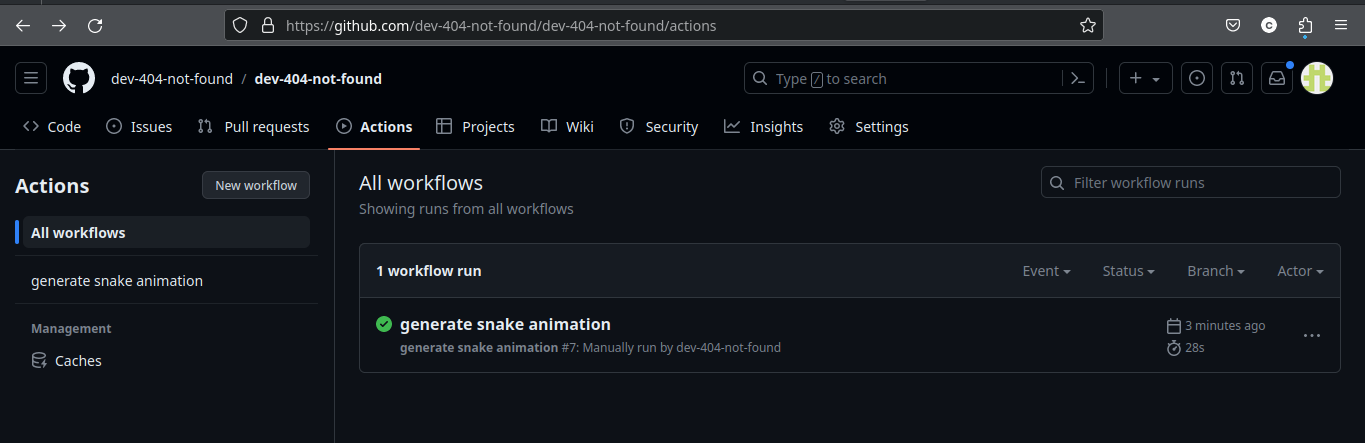 https://github.com/dev-404-not-found/dev-404-not-found/actions
C
dev-404-not-found / dev-404-not-found
Type / to search
Code Issues Pull requests Actions Projects Wiki Security Insights Settings
Actions
New workflow
All workflows
generate snake animation
Management
Caches
All workflows
Showing runs from all workflows
Filter workflow runs
1 workflow run
Event Status Branch Actor
generate snake animation
generate snake animation #7: Manually run by dev-404-not-found
3 minutes ago
28s